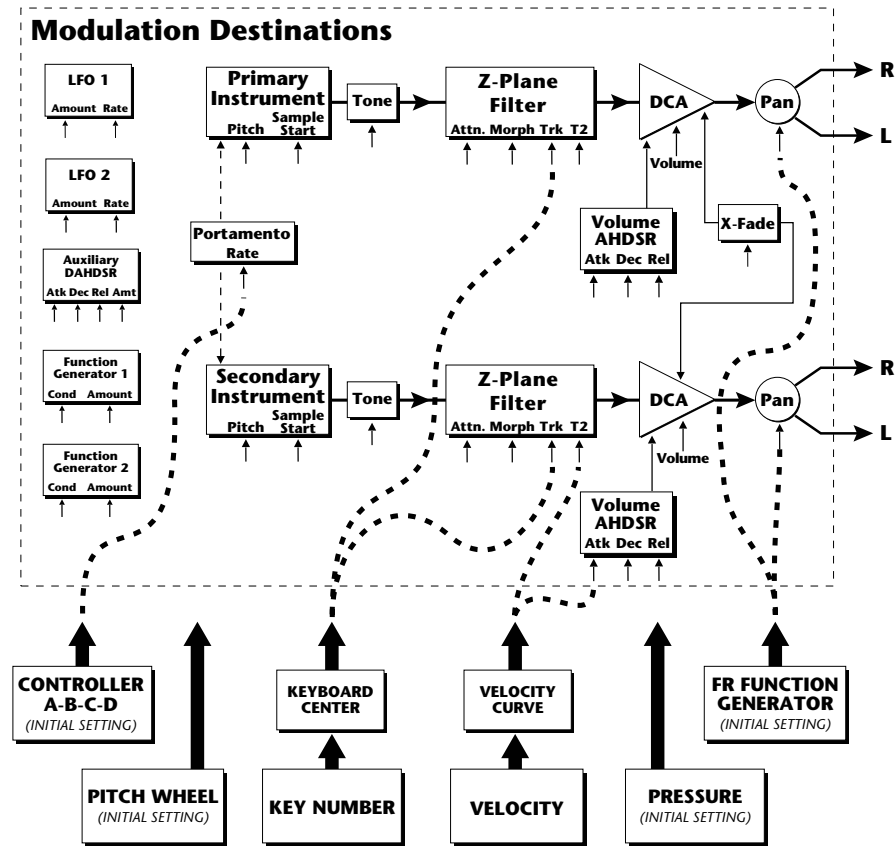 Modulation Destinations
LFO 1
Amount Rate
LFO 2
Amount Rate
Auxiliary
DAHDSR
Atk Dec Rel Amt
Function
Generator 1
Cond Amount
Function
Generator 2
Cond Amount
Primary
Instrument
Sample
Pitch Start
Tone
Z-Plane
Filter
Attn. Morph Trk T2
DCA
Volume
Pan
R
L
Portamento
Rate
Volume
AHDSR
Atk Dec Rel
X-Fade
Secondary
Instrument
Sample
Pitch Start
Tone
Z-Plane
Filter
Attn. Morph Trk T2
DCA
Volume
Pan
R
L
Volume
AHDSR
Atk Dec Rel
CONTROLLER
A-B-C-D
(INITIAL SETTING)
KEYBOARD
CENTER
VELOCITY
CURVE
FR FUNCTION
GENERATOR
(INITIAL SETTING)
PITCH WHEEL
(INITIAL SETTING)
KEY NUMBER
VELOCITY
PRESSURE
(INITIAL SETTING)